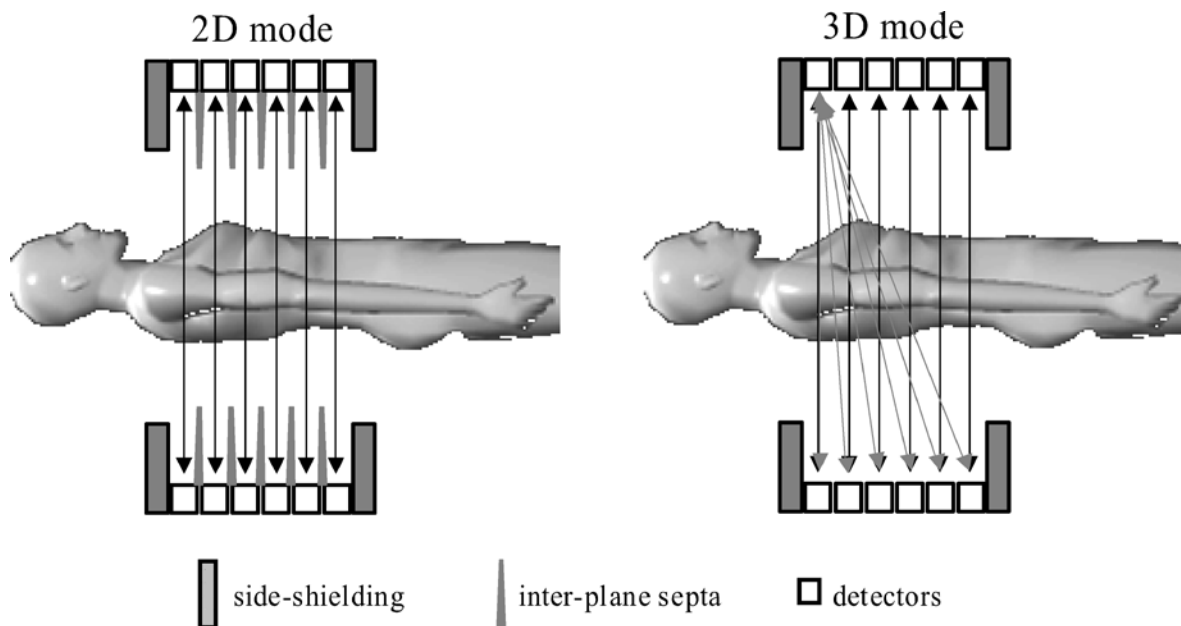 2D mode
3D mode
side-shielding
inter-plane septa
detectors